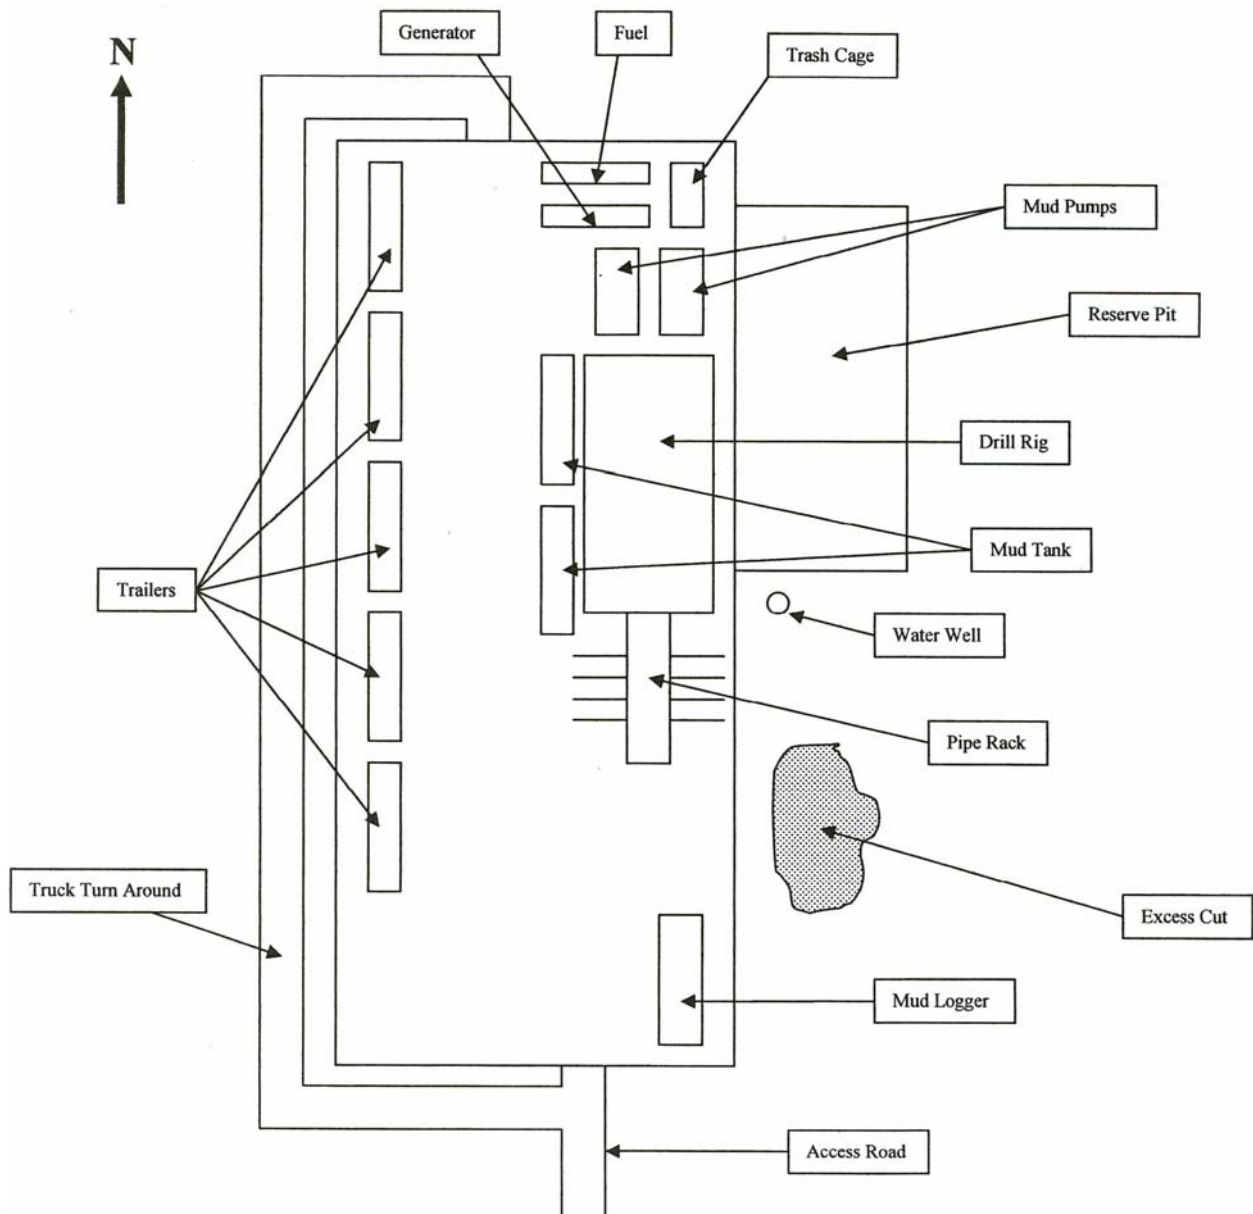 N
Generator
Fuel
Trash Cage
Mud Pumps
Reserve Pit
Drill Rig
Mud Tank
Trailers
Water Well
Pipe Rack
Truck Turn Around
Excess Cut
Mud Logger
Access Road